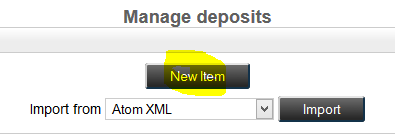 Manage deposits
New Item
Import from Atom XML Import